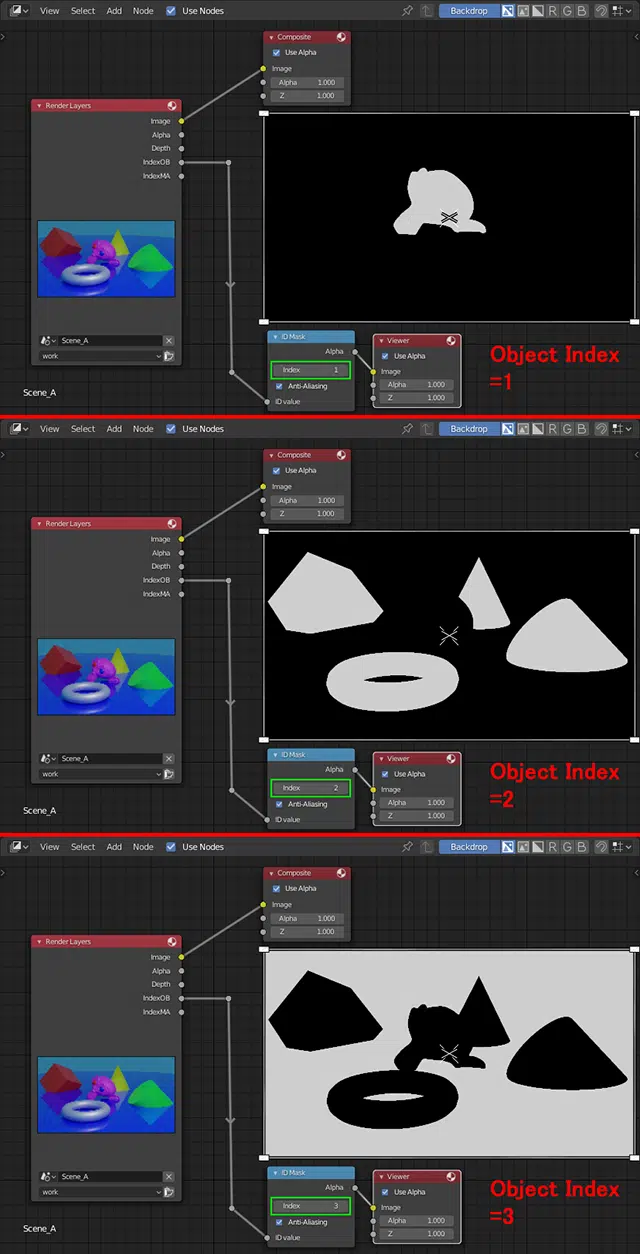 View Select Add Node Use Nodes Backdrop R G B
Composite
Use Alpha
Image
Alpha 1.000
Z 1.000
Render Layers
Image
Alpha
Depth
IndexOB
IndexMA
Scene_A
work
ID Mask
Alpha
Index 1
Anti-Aliasing
ID value
Viewer
Use Alpha
Image
Alpha 1.000
Z 1.000
Object Index
=1
Scene_A
View Select Add Node Use Nodes Backdrop R G B
Composite
Use Alpha
Image
Alpha 1.000
Z 1.000
Render Layers
Image
Alpha
Depth
IndexOB
IndexMA
Scene_A
work
ID Mask
Alpha
Index 2
Anti-Aliasing
ID value
Viewer
Use Alpha
Image
Alpha 1.000
Z 1.000
Object Index
=2
Scene_A
View Select Add Node Use Nodes Backdrop R G B
Composite
Use Alpha
Image
Alpha 1.000
Z 1.000
Render Layers
Image
Alpha
Depth
IndexOB
IndexMA
Scene_A
work
ID Mask
Alpha
Index 3
Anti-Aliasing
ID value
Viewer
Use Alpha
Image
Alpha 1.000
Z 1.000
Object Index
=3
Scene_A